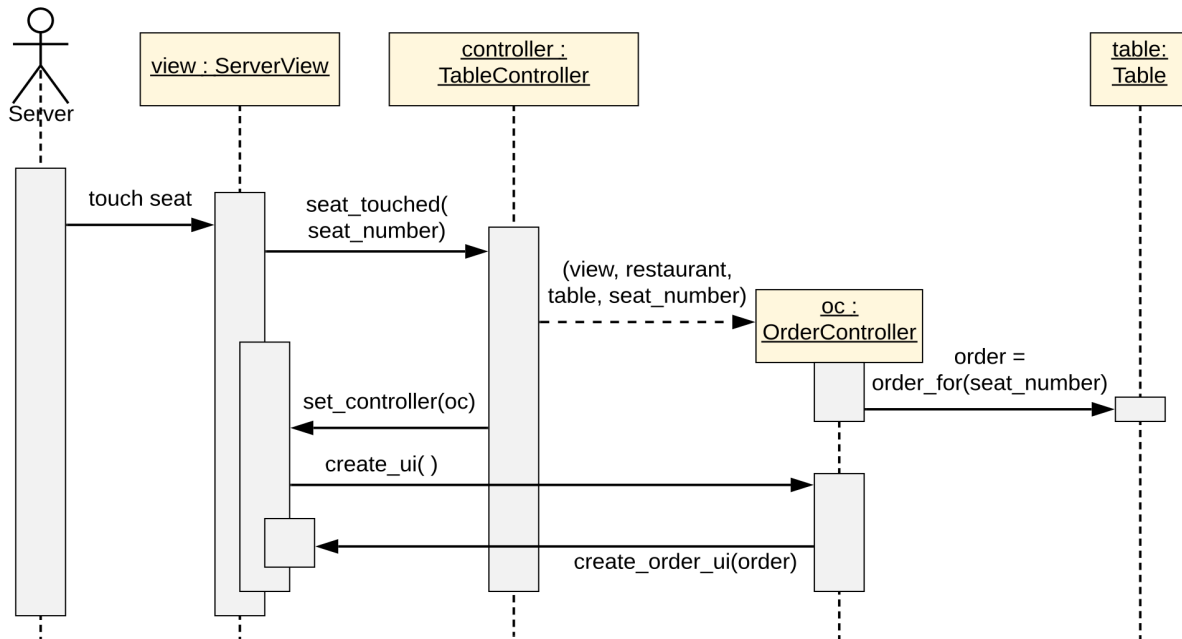 view : ServerView
controller :
TableController
table:
Table
Server
touch seat
seat_touched(
seat_number)
(view, restaurant,
table, seat_number)
oc :
OrderController
order =
order_for(seat_number)
set_controller(oc)
create_ui( )
create_order_ui(order)